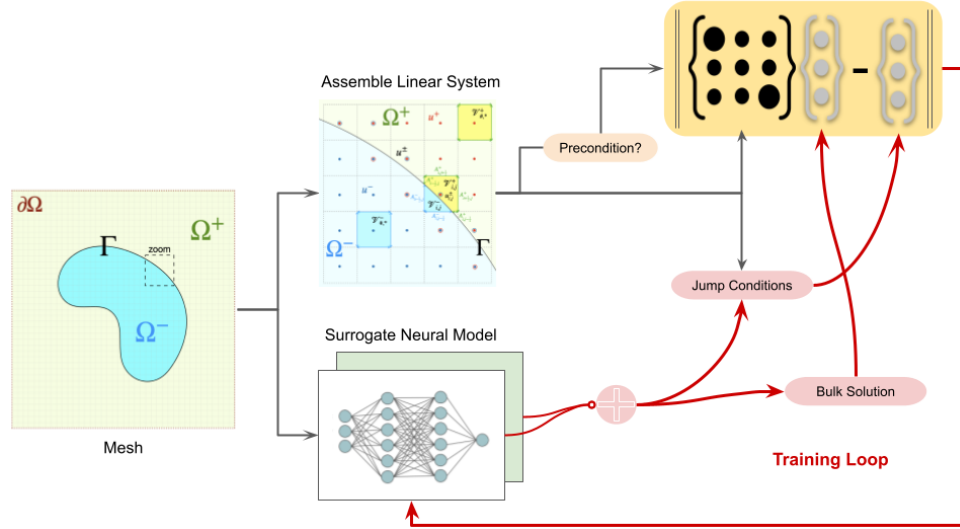 Assemble Linear System
Ω⁺
u⁺
u±
u⁻
Ω⁻
Γ
Precondition?
-
∂Ω
Ω⁺
Γ
zoom
Ω⁻
Mesh
Jump Conditions
Surrogate Neural Model
Bulk Solution
Training Loop